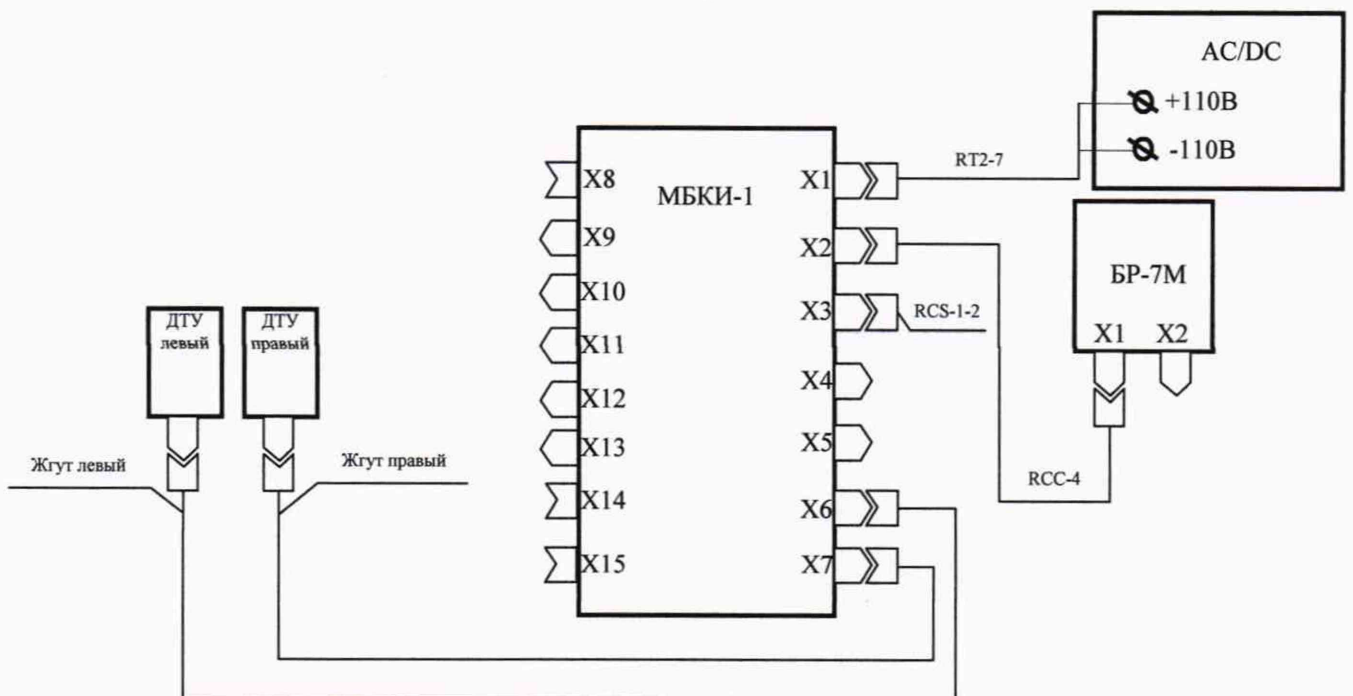 AC/DC
+110В
-110В
RT2-7
МБКИ-1
X8
X1
X9
X2
БР-7М
X10
X3
RCS-1-2
X1
X2
ДТУ
левый
ДТУ
правый
X11
X4
X12
X13
X5
Жгут левый
Жгут правый
RCC-4
X14
X6
X15
X7